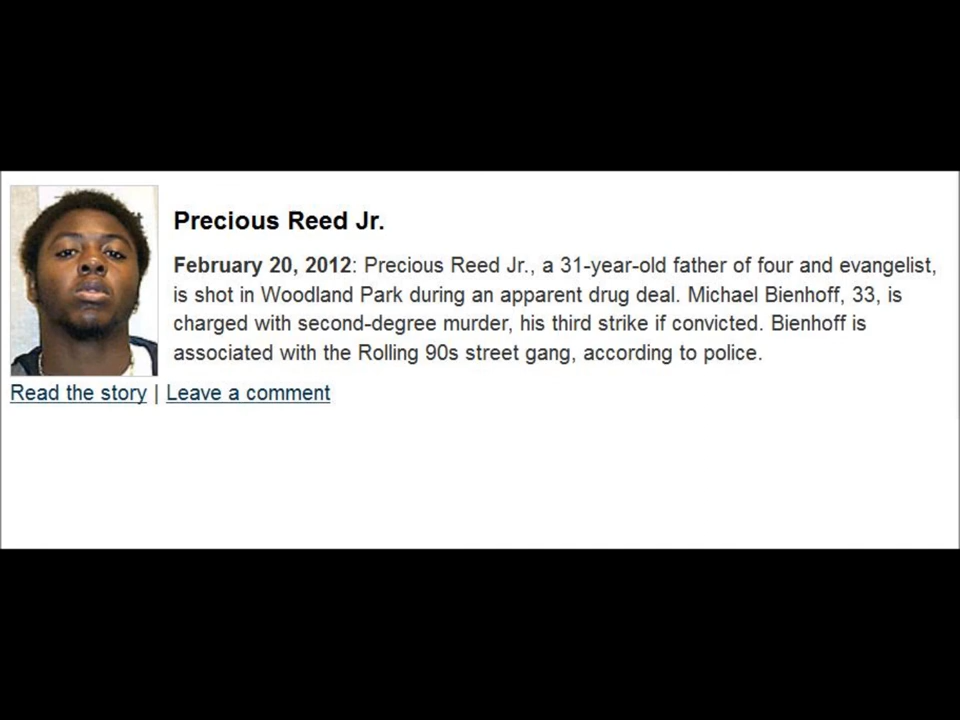 Precious Reed Jr.
February 20, 2012: Precious Reed Jr., a 31-year-old father of four and evangelist,
is shot in Woodland Park during an apparent drug deal. Michael Bienhoff, 33, is
charged with second-degree murder, his third strike if convicted. Bienhoff is
associated with the Rolling 90s street gang, according to police.
Read the story | Leave a comment